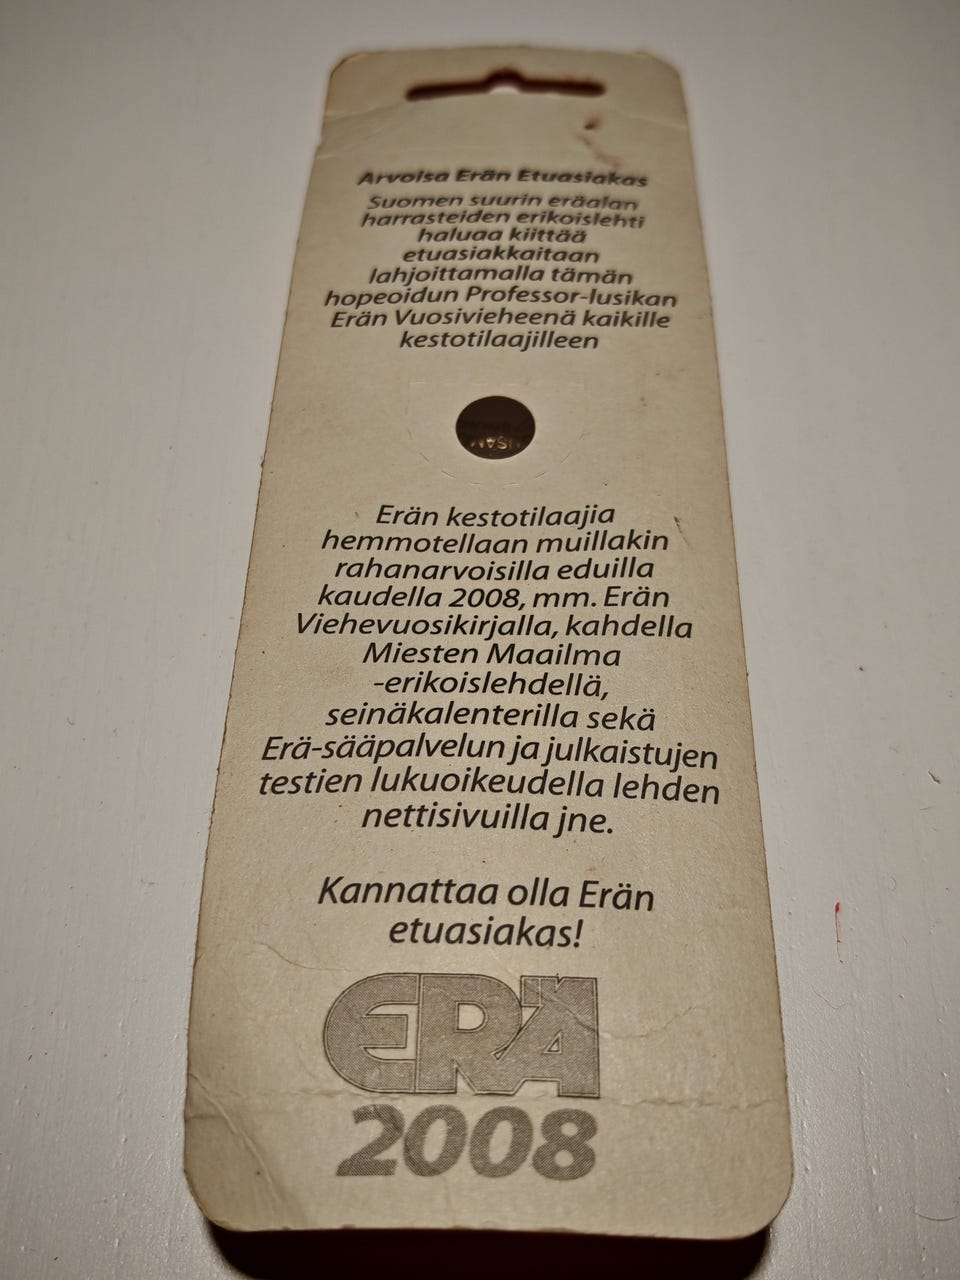 Arvoisa Erän Etuasiakas
Suomen suurin eräalan
harrasteiden erikoislehti
haluaa kiittää
etuasiakkaitaan
lahjoittamalla tämän
hopeoidun Professor-lusikan
Erän Vuosivieheenä kaikille
kestotilaajilleen
Erän kestotilaajia
hemmotellaan muillakin
rahanarvoisilla eduilla
kaudella 2008, mm. Erän
Viehevuosikirjalla, kahdella
Miesten Maailma
-erikoislehdellä,
seinäkalenterilla sekä
Erä-sääpalvelun ja julkaistujen
testien lukuoikeudella lehden
nettisivuilla jne.
Kannattaa olla Erän
etuasiakas!
ERÄ
2008